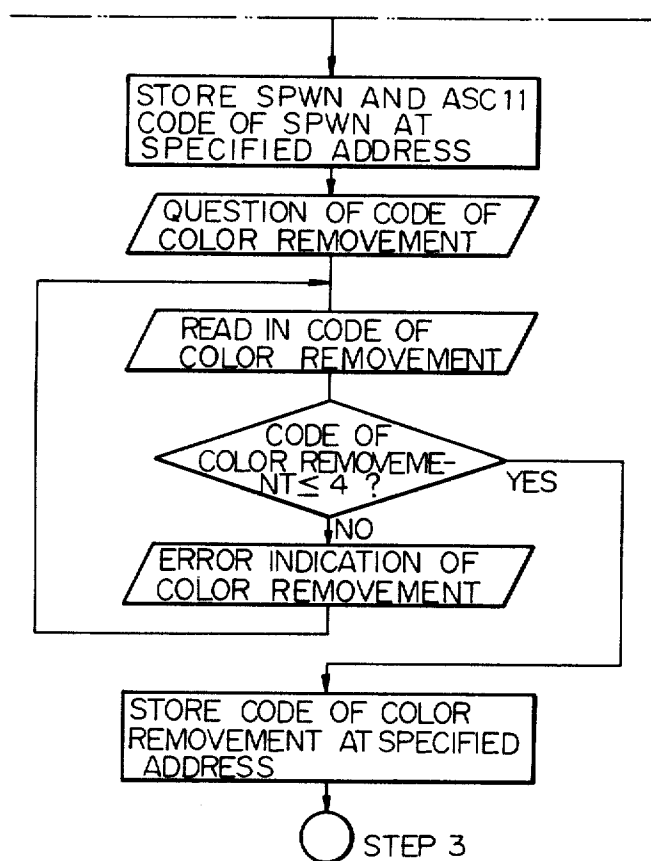 STORE SPWN AND ASC11
CODE OF SPWN AT
SPECIFIED ADDRESS
QUESTION OF CODE OF
COLOR REMOVEMENT
READ IN CODE OF
COLOR REMOVEMENT
CODE OF
COLOR REMOVEME-
NT ≤ 4 ?
YES
NO
ERROR INDICATION OF
COLOR REMOVEMENT
STORE CODE OF COLOR
REMOVEMENT AT SPECIFIED
ADDRESS
STEP 3